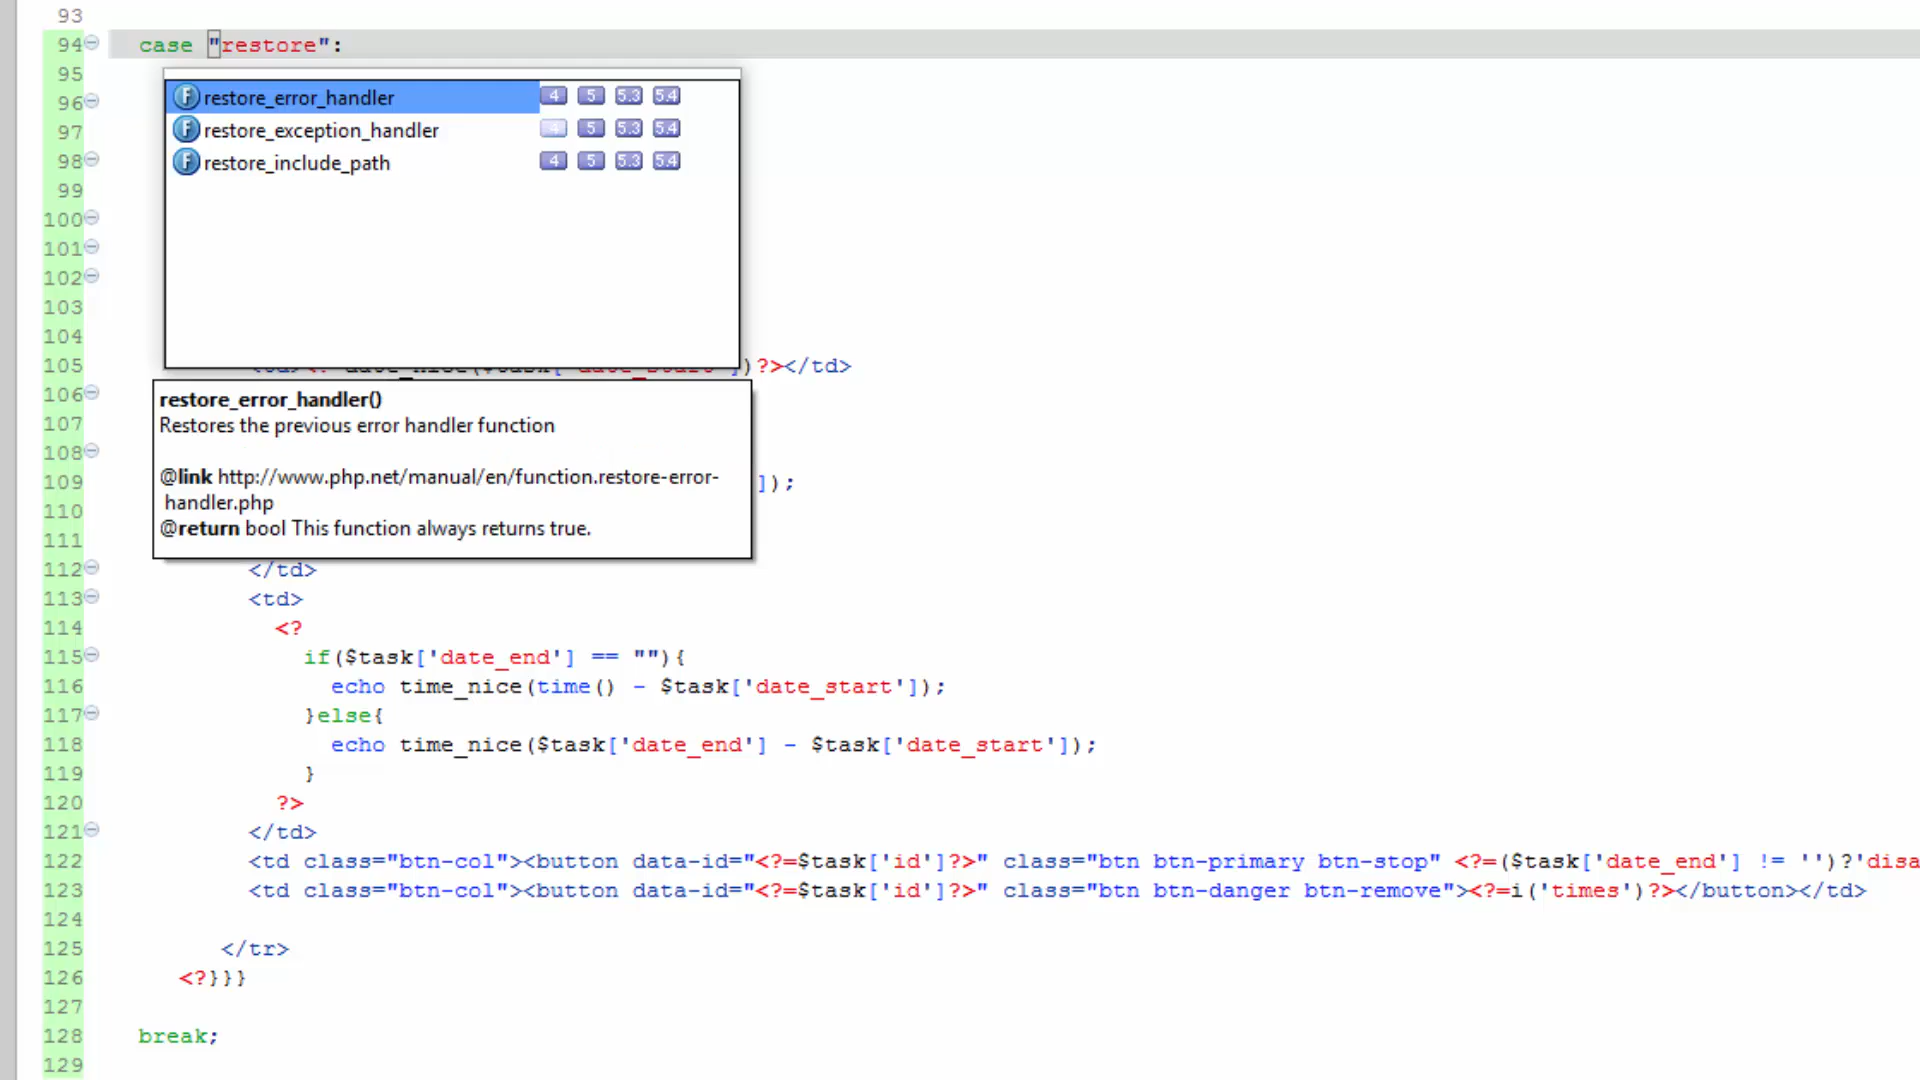 93
94 case "restore":
95
restore_error_handler 4 5 5.3 5.4
96
97 restore_exception_handler 4 5 5.3 5.4
98 restore_include_path 4 5 5.3 5.4
99
100
101
102
103
104
105 <td><? date_nice($task['date_start'])?></td>
106 restore_error_handler()
107 Restores the previous error handler function
108
109 ]);
@link http://www.php.net/manual/en/function.restore-error-
110 handler.php
111 @return bool This function always returns true.
112 </td>
113 <td>
114 <?
115 if($task['date_end'] == ""){
116 echo time_nice(time() - $task['date_start']);
117 }else{
118 echo time_nice($task['date_end'] - $task['date_start']);
119 }
120 ?>
121 </td>
122 <td class="btn-col"><button data-id="<?=$task['id']?>" class="btn btn-primary btn-stop" <?=($task['date_end'] != '')?'disa
123 <td class="btn-col"><button data-id="<?=$task['id']?>" class="btn btn-danger btn-remove"><?=i('times')?></button></td>
124
125 </tr>
126 <?}}}
127
128 break;
129